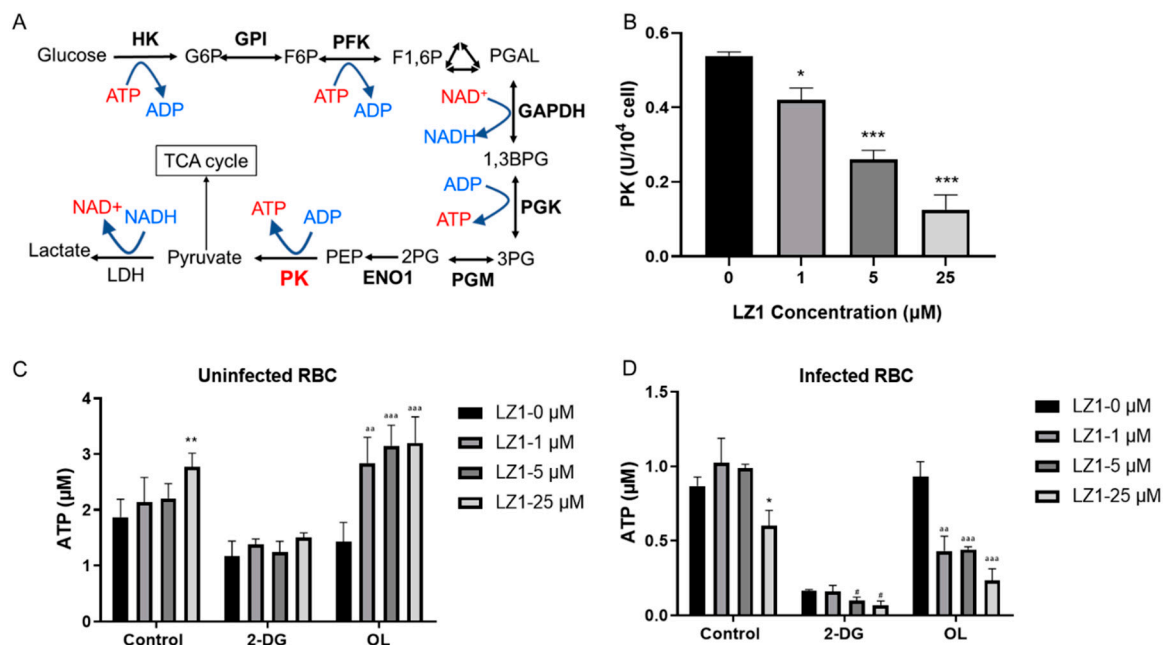 A
Glucose HK G6P GPI F6P PFK F1,6P PGAL
ATP ADP ATP ADP NAD⁺ GAPDH
NADH
1,3BPG
TCA cycle ADP PGK
NAD+ NADH ATP ADP ATP
Lactate LDH Pyruvate PK PEP ENO1 2PG PGM 3PG
B
PK (U/10⁴ cell)
0.6
0.4
0.2
0.0
* *** ***
0 1 5 25
LZ1 Concentration (µM)
C
Uninfected RBC
ATP (µM)
4
3
2
1
0
** aa aaa aaa
Control 2-DG OL
LZ1-0 µM
LZ1-1 µM
LZ1-5 µM
LZ1-25 µM
D
Infected RBC
ATP (µM)
1.5
1.0
0.5
0.0
* # # aa aaa aaa
Control 2-DG OL
LZ1-0 µM
LZ1-1 µM
LZ1-5 µM
LZ1-25 µM